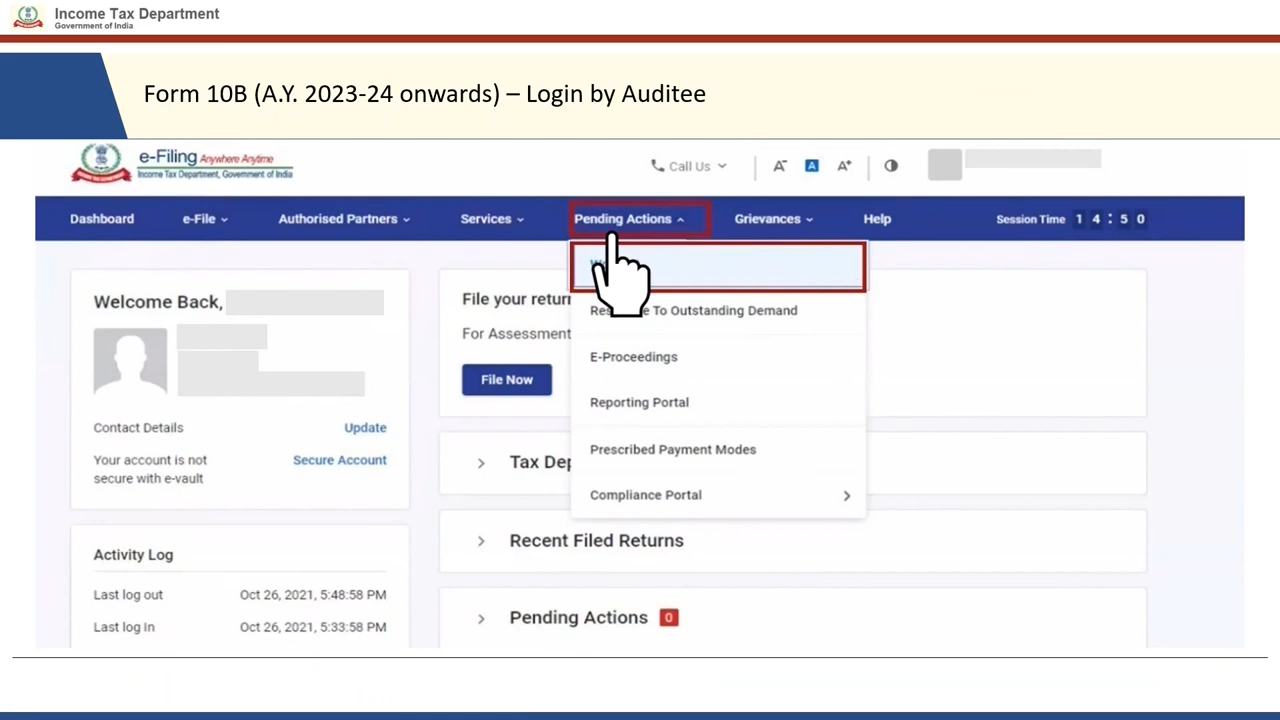 Income Tax Department
Government of India
Form 10B (A.Y. 2023-24 onwards) – Login by Auditee
e-Filing Anywhere Anytime
Income Tax Department, Government of India
Call Us
A- A A+
Dashboard e-File Authorised Partners Services Pending Actions Grievances Help Session Time 1 4 : 5 0
Welcome Back,
File your return
For Assessment
To Outstanding Demand
File Now
E-Proceedings
Reporting Portal
Contact Details Update
Your account is not
secure with e-vault
Secure Account
Prescribed Payment Modes
Tax
Compliance Portal
Recent Filed Returns
Activity Log
Last log out Oct 26, 2021, 5:48:58 PM
Last log In Oct 26, 2021, 5:33:58 PM
Pending Actions 0